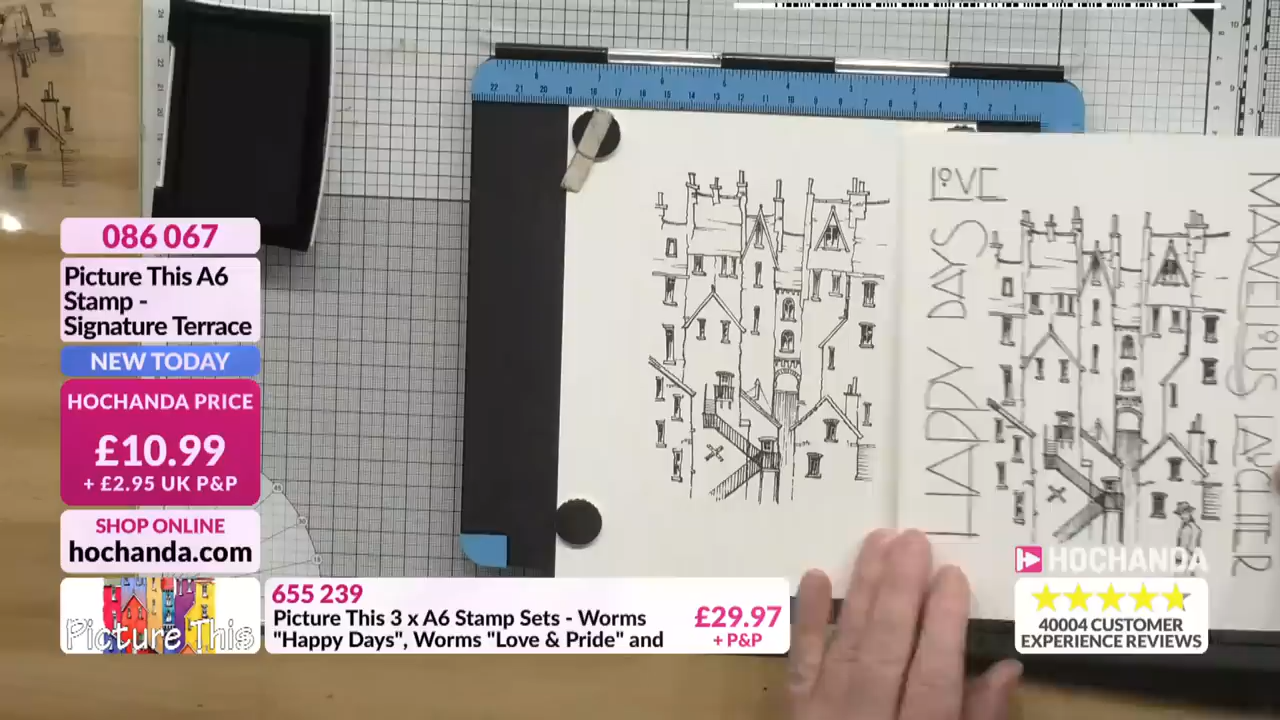 086 067
Picture This A6
Stamp -
Signature Terrace
NEW TODAY
HOCHANDA PRICE
£10.99
+ £2.95 UK P&P
SHOP ONLINE
hochanda.com
Picture This
655 239
Picture This 3 x A6 Stamp Sets - Worms
"Happy Days", Worms "Love & Pride" and
£29.97
+ P&P
LOVE
HAPPY DAYS
MARVELOUS
LAUGHTER
HOCHANDA
40004 CUSTOMER
EXPERIENCE REVIEWS